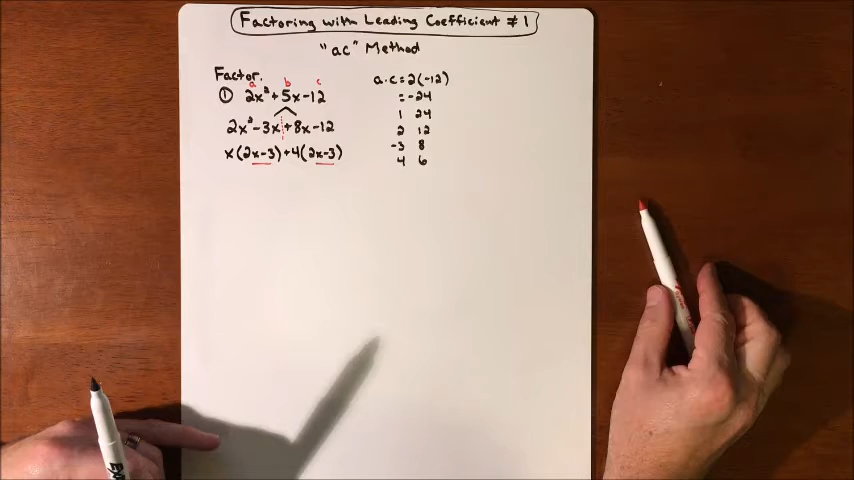 Factoring with Leading Coefficient ≠ 1
"ac" Method
Factor.
a b c
① 2x² + 5x - 12
2x² - 3x + 8x - 12
x(2x-3) + 4(2x-3)
a·c = 2(-12)
= -24
1 24
2 12
-3 8
4 6